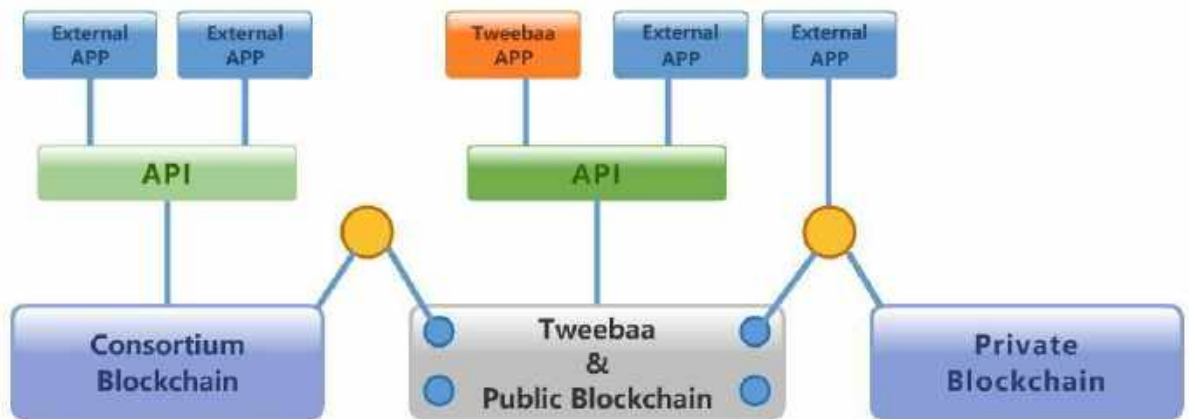 External
APP
External
APP
Tweebaa
APP
External
APP
External
APP
API
API
Consortium
Blockchain
Tweebaa
&
Public Blockchain
Private
Blockchain